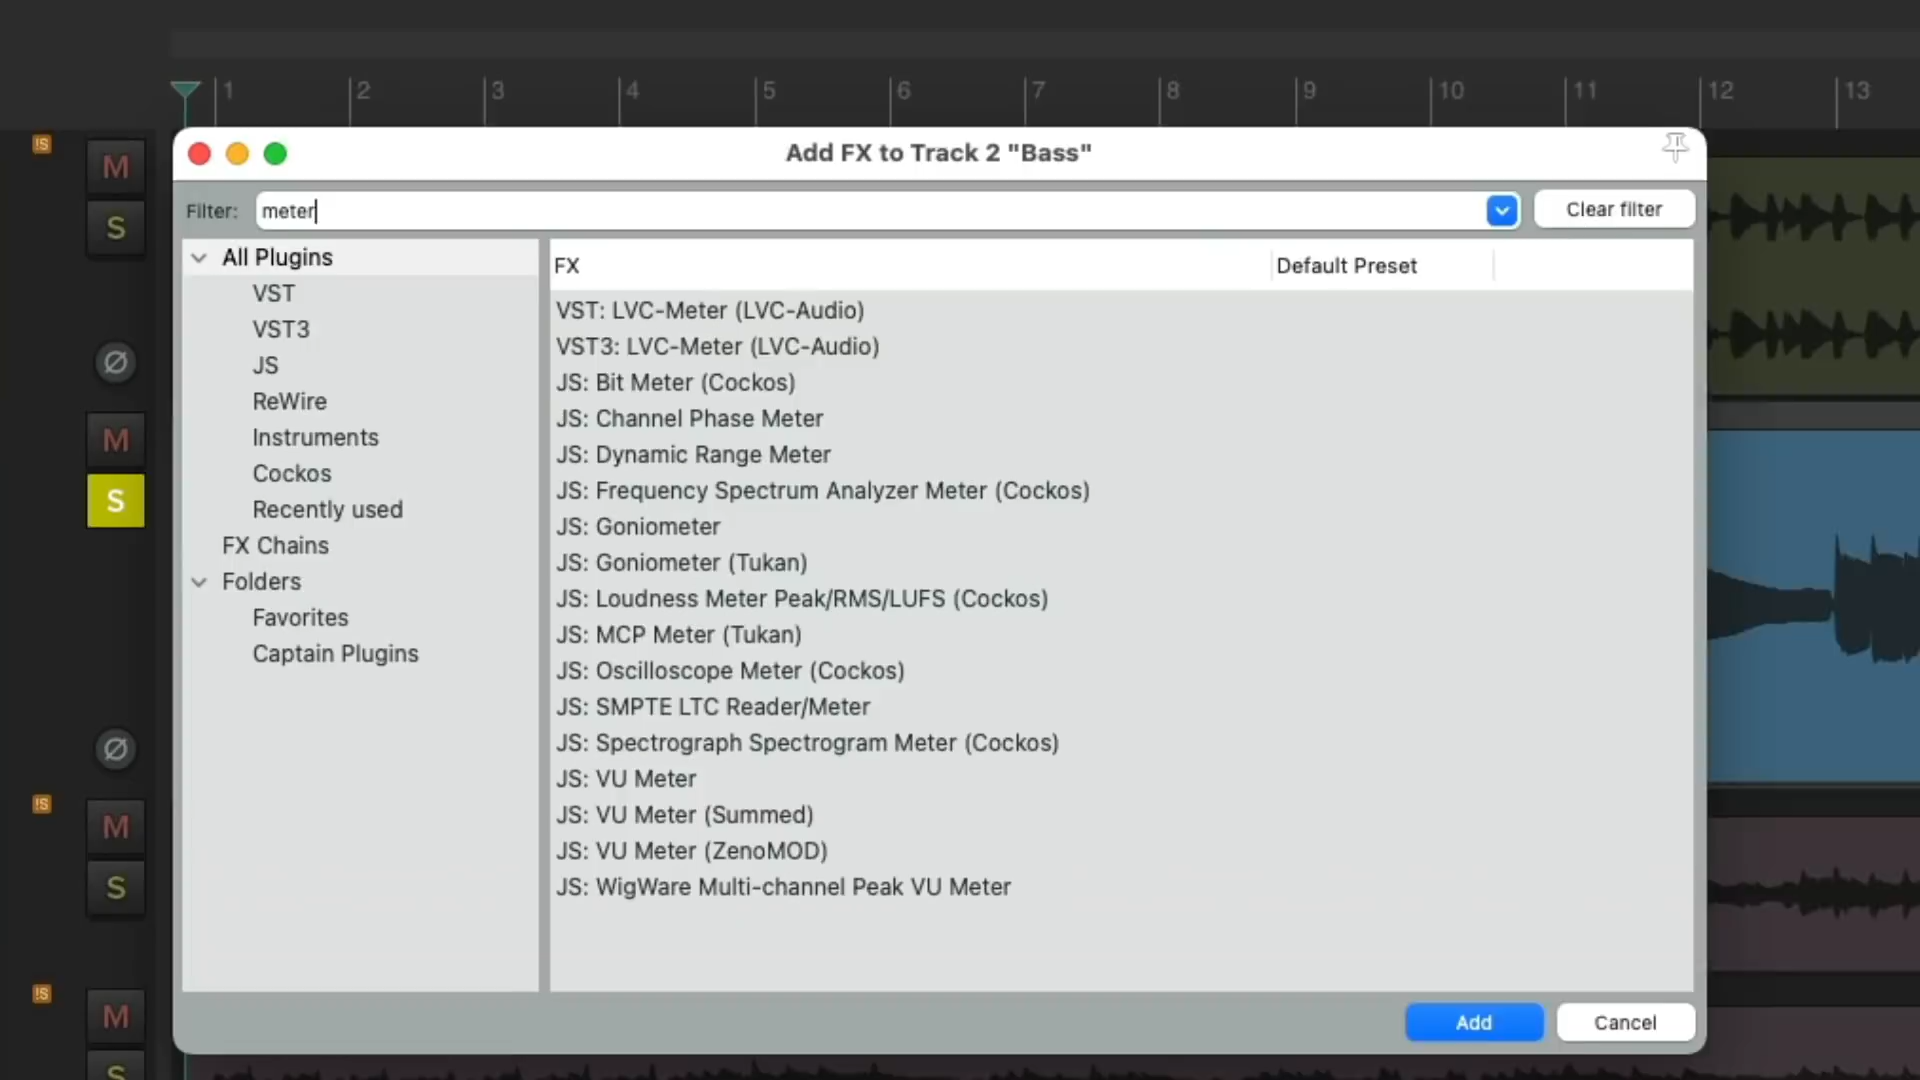 1 2 3 4 5 6 7 8 9 10 11 12 13
Add FX to Track 2 "Bass"
Filter: meter Clear filter
All Plugins
VST
VST3
JS
ReWire
Instruments
Cockos
Recently used
FX Chains
Folders
Favorites
Captain Plugins
FX Default Preset
VST: LVC-Meter (LVC-Audio)
VST3: LVC-Meter (LVC-Audio)
JS: Bit Meter (Cockos)
JS: Channel Phase Meter
JS: Dynamic Range Meter
JS: Frequency Spectrum Analyzer Meter (Cockos)
JS: Goniometer
JS: Goniometer (Tukan)
JS: Loudness Meter Peak/RMS/LUFS (Cockos)
JS: MCP Meter (Tukan)
JS: Oscilloscope Meter (Cockos)
JS: SMPTE LTC Reader/Meter
JS: Spectrograph Spectrogram Meter (Cockos)
JS: VU Meter
JS: VU Meter (Summed)
JS: VU Meter (ZenoMOD)
JS: WigWare Multi-channel Peak VU Meter
Add Cancel
!S
M
S
M
S
!S
M
S
!S
M
S